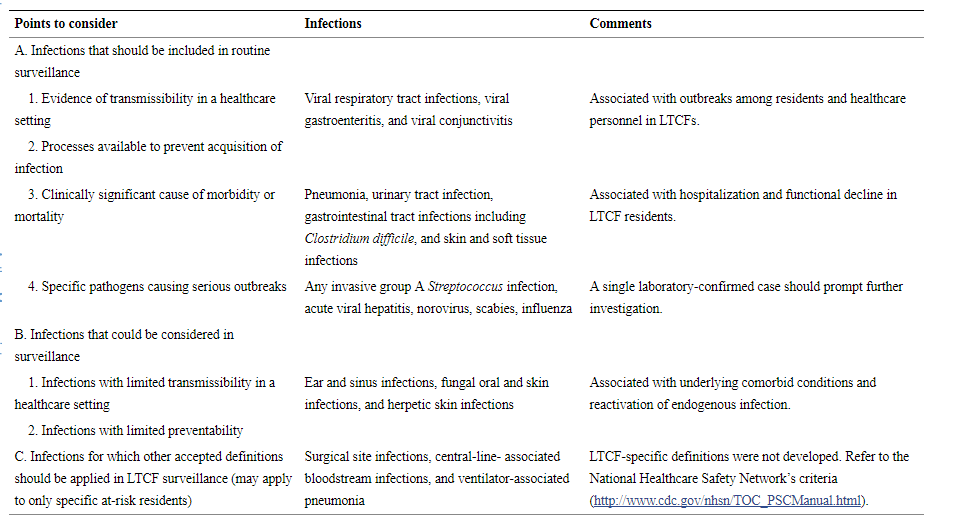 Points to consider Infections Comments
A. Infections that should be included in routine
surveillance
1. Evidence of transmissibility in a healthcare Viral respiratory tract infections, viral Associated with outbreaks among residents and healthcare
setting gastroenteritis, and viral conjunctivitis personnel in LTCFs.
2. Processes available to prevent acquisition of
infection
3. Clinically significant cause of morbidity or Pneumonia, urinary tract infection, Associated with hospitalization and functional decline in
mortality gastrointestinal tract infections including LTCF residents.
Clostridium difficile, and skin and soft tissue
infections
4. Specific pathogens causing serious outbreaks Any invasive group A Streptococcus infection, A single laboratory-confirmed case should prompt further
acute viral hepatitis, norovirus, scabies, influenza investigation.
B. Infections that could be considered in
surveillance
1. Infections with limited transmissibility in a Ear and sinus infections, fungal oral and skin Associated with underlying comorbid conditions and
healthcare setting infections, and herpetic skin infections reactivation of endogenous infection.
2. Infections with limited preventability
C. Infections for which other accepted definitions Surgical site infections, central-line- associated LTCF-specific definitions were not developed. Refer to the
should be applied in LTCF surveillance (may apply bloodstream infections, and ventilator-associated National Healthcare Safety Network's criteria
to only specific at-risk residents) pneumonia (http://www.cdc.gov/nhsn/TOC_PSCManual.html).